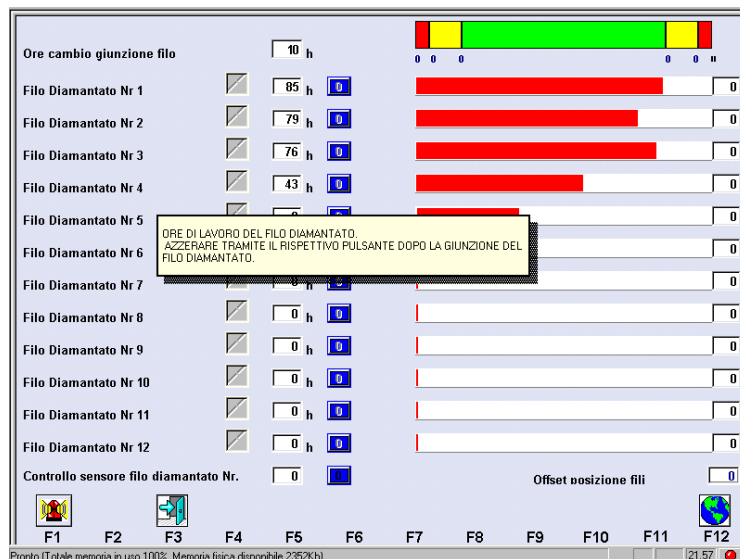 Ore cambio giunzione filo 10 h
0 0 0 0 0
Filo Diamantato Nr 1 85 h 0 0
Filo Diamantato Nr 2 79 h 0 0
Filo Diamantato Nr 3 76 h 0 0
Filo Diamantato Nr 4 43 h 0 0
Filo Diamantato Nr 5 0
ORE DI LAVORO DEL FILO DIAMANTATO.
AZZERARE TRAMITE IL RISPETTIVO PULSANTE DOPO LA GIUNZIONE DEL
FILO DIAMANTATO.
Filo Diamantato Nr 6 0
Filo Diamantato Nr 7 0 h 0 0
Filo Diamantato Nr 8 0 h 0 0
Filo Diamantato Nr 9 0 h 0 0
Filo Diamantato Nr 10 0 h 0 0
Filo Diamantato Nr 11 0 h 0 0
Filo Diamantato Nr 12 0 h 0 0
Controllo sensore filo diamantato Nr. 0 0 Offset posizione fili 0
F1 F2 F3 F4 F5 F6 F7 F8 F9 F10 F11 F12
Pronto (Totale memoria in uso 100% Memoria fisica disponibile 2352Kb) 21.57